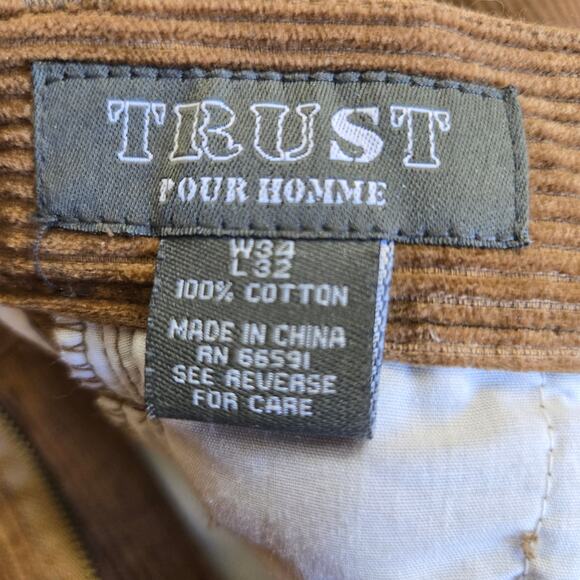 TRUST
POUR HOMME
W34
L32
100% COTTON
MADE IN CHINA
RN 66591
SEE REVERSE
FOR CARE